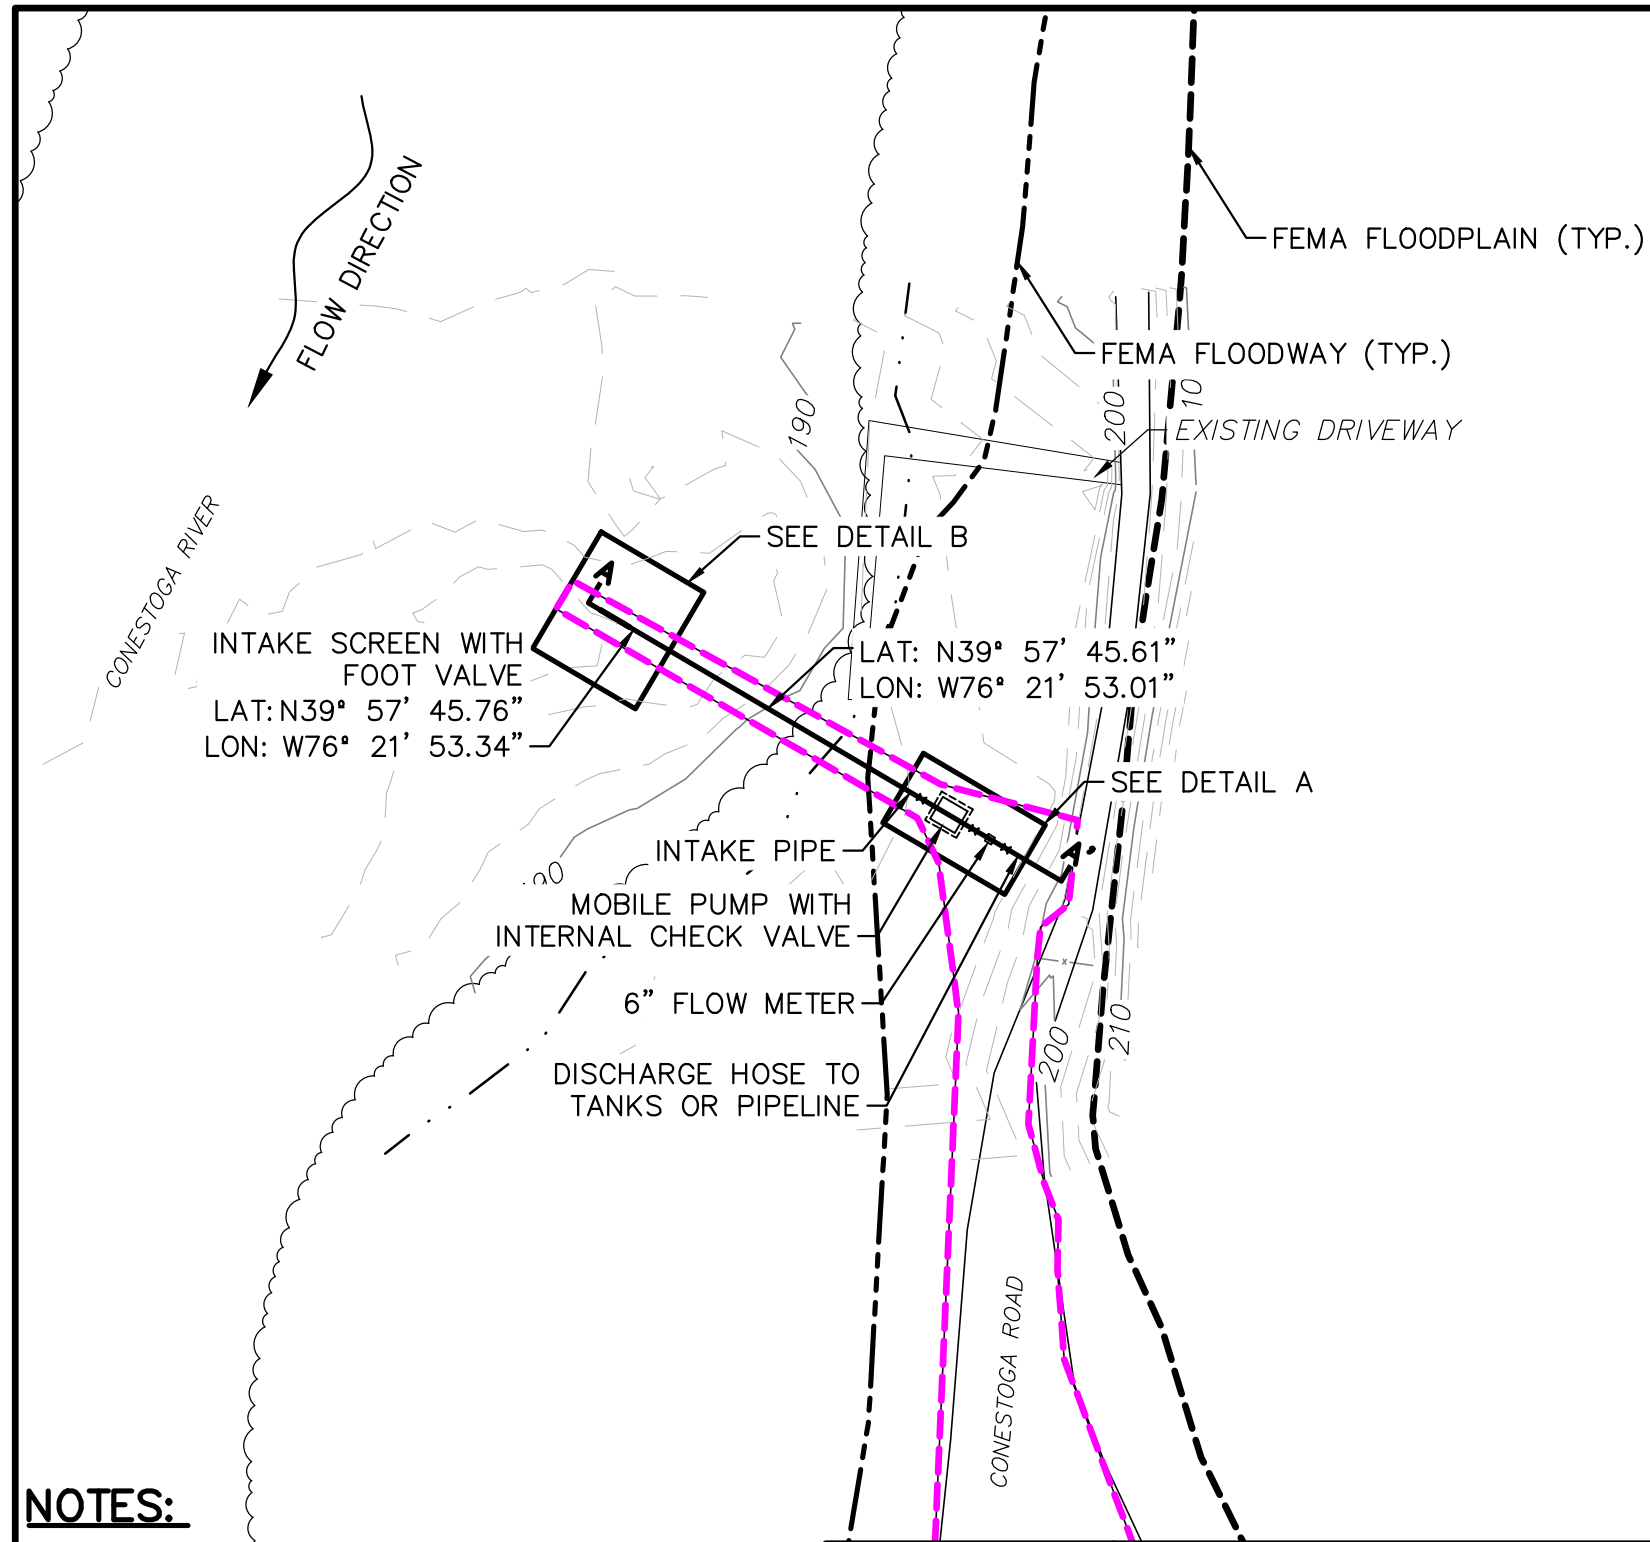 FLOW DIRECTION
FEMA FLOODPLAIN (TYP.)
FEMA FLOODWAY (TYP.)
200
10
190
EXISTING DRIVEWAY
CONESTOGA RIVER
SEE DETAIL B
A
INTAKE SCREEN WITH
FOOT VALVE
LAT: N39° 57' 45.76"
LON: W76° 21' 53.34"
LAT: N39° 57' 45.61"
LON: W76° 21' 53.01"
SEE DETAIL A
INTAKE PIPE
A
90
MOBILE PUMP WITH
INTERNAL CHECK VALVE
6" FLOW METER
DISCHARGE HOSE TO
TANKS OR PIPELINE
200
210
CONESTOGA ROAD
NOTES: